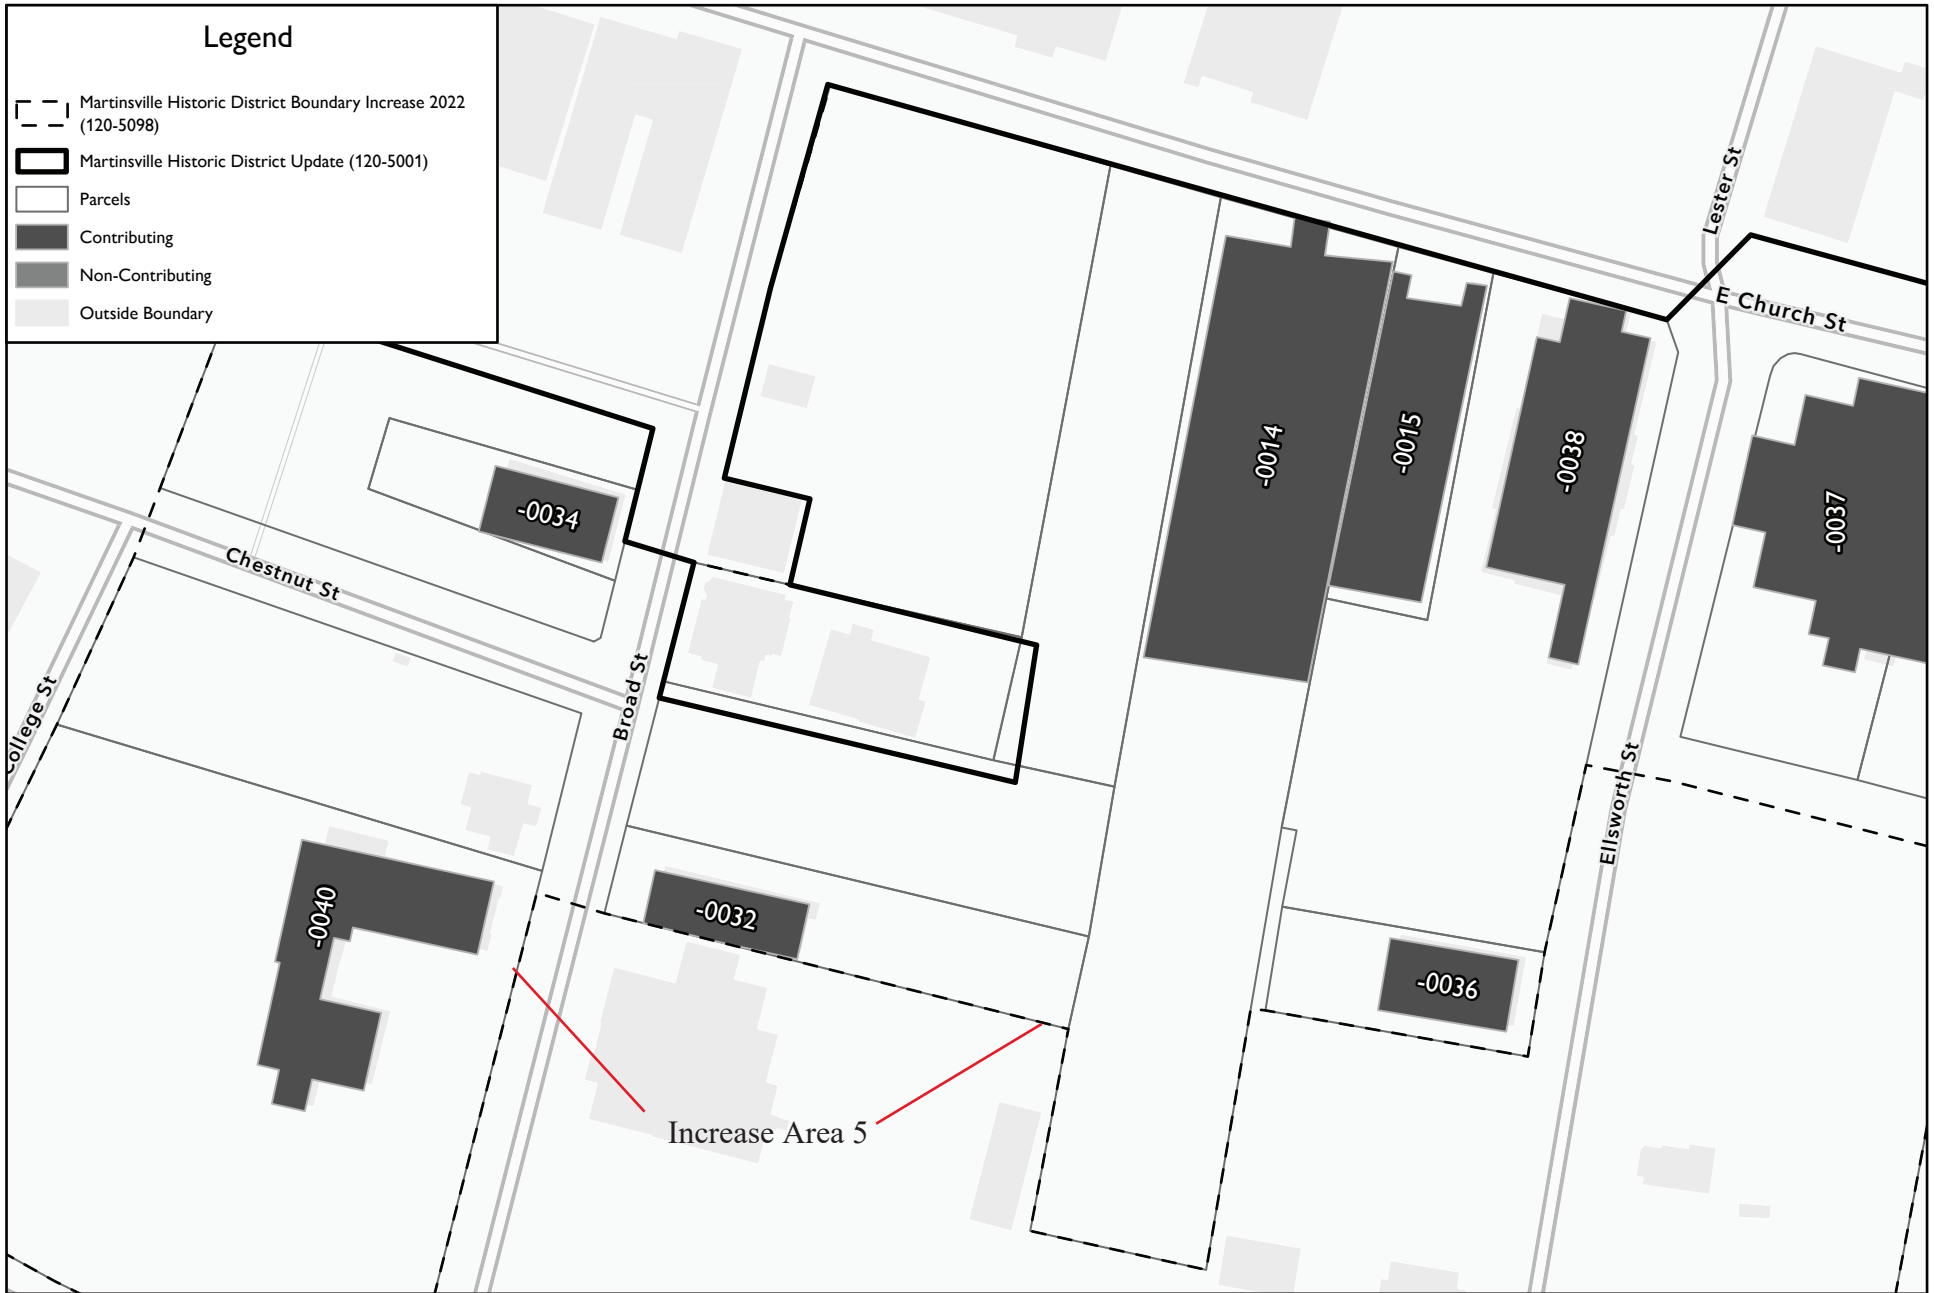 Legend
Martinsville Historic District Boundary Increase 2022
(120-5098)
Martinsville Historic District Update (120-5001)
Parcels
Contributing
Non-Contributing
Outside Boundary
Lester St
E Church St
-0014
-0015
-0038
-0037
-0034
Chestnut St
College St
Broad St
Ellsworth St
-0040
-0032
-0036
Increase Area 5